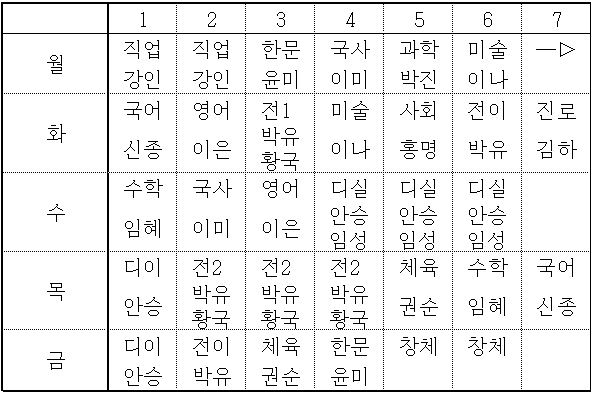 1 2 3 4 5 6 7
월 직업 직업 한문 국사 과학 미술 —▷
강인 강인 윤미 이미 박진 이나
화 국어 영어 전1 미술 사회 전이 진로
신종 이은 박유 황국 이나 홍명 박유 김하
수 수학 국사 영어 디실 디실 디실
임혜 이미 이은 안승 임성 안승 임성 안승 임성
목 디이 전2 전2 전2 체육 수학 국어
안승 박유 황국 박유 황국 박유 황국 권순 임혜 신종
금 디이 전이 체육 한문 창체 창체
안승 박유 권순 윤미